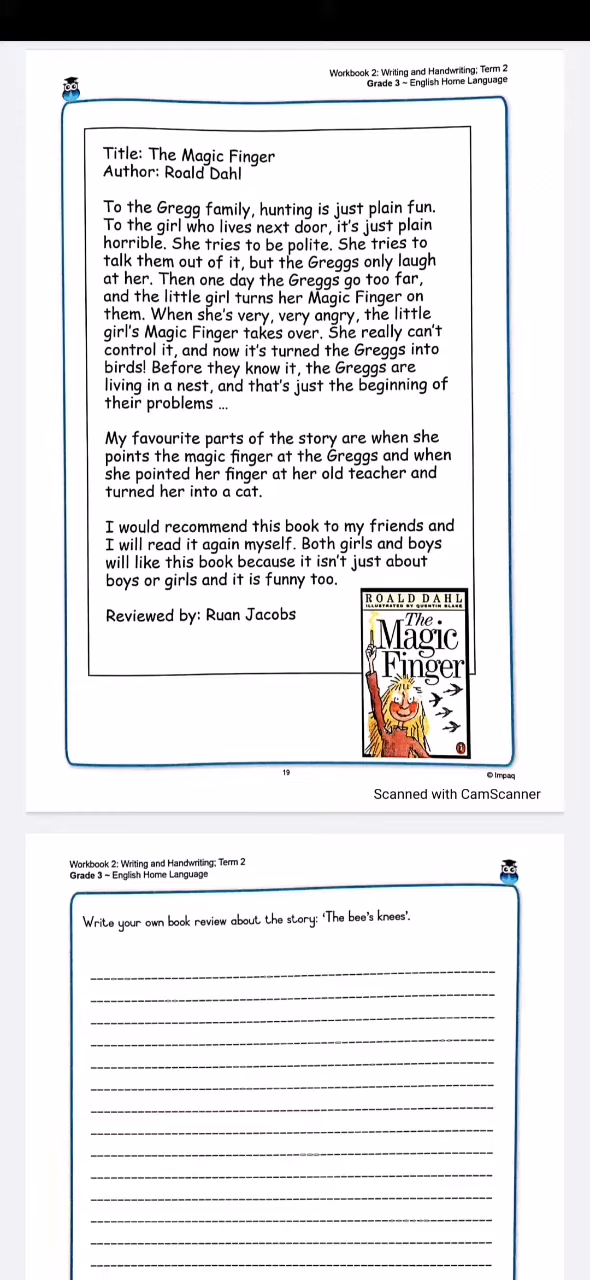 Workbook 2: Writing and Handwriting; Term 2
Grade 3 ~ English Home Language
Title: The Magic Finger
Author: Roald Dahl
To the Gregg family, hunting is just plain fun.
To the girl who lives next door, it's just plain
horrible. She tries to be polite. She tries to
talk them out of it, but the Greggs only laugh
at her. Then one day the Greggs go too far,
and the little girl turns her Magic Finger on
them. When she's very, very angry, the little
girl's Magic Finger takes over. She really can't
control it, and now it's turned the Greggs into
birds! Before they know it, the Greggs are
living in a nest, and that's just the beginning of
their problems ...
My favourite parts of the story are when she
points the magic finger at the Greggs and when
she pointed her finger at her old teacher and
turned her into a cat.
I would recommend this book to my friends and
I will read it again myself. Both girls and boys
will like this book because it isn't just about
boys or girls and it is funny too.
Reviewed by: Ruan Jacobs
ROALD DAHL
ILLUSTRATED BY QUENTIN BLAKE
The
Magic
Finger
19
© Impaq
Scanned with CamScanner
Workbook 2: Writing and Handwriting; Term 2
Grade 3 ~ English Home Language
Write your own book review about the story: 'The bee's knees'.